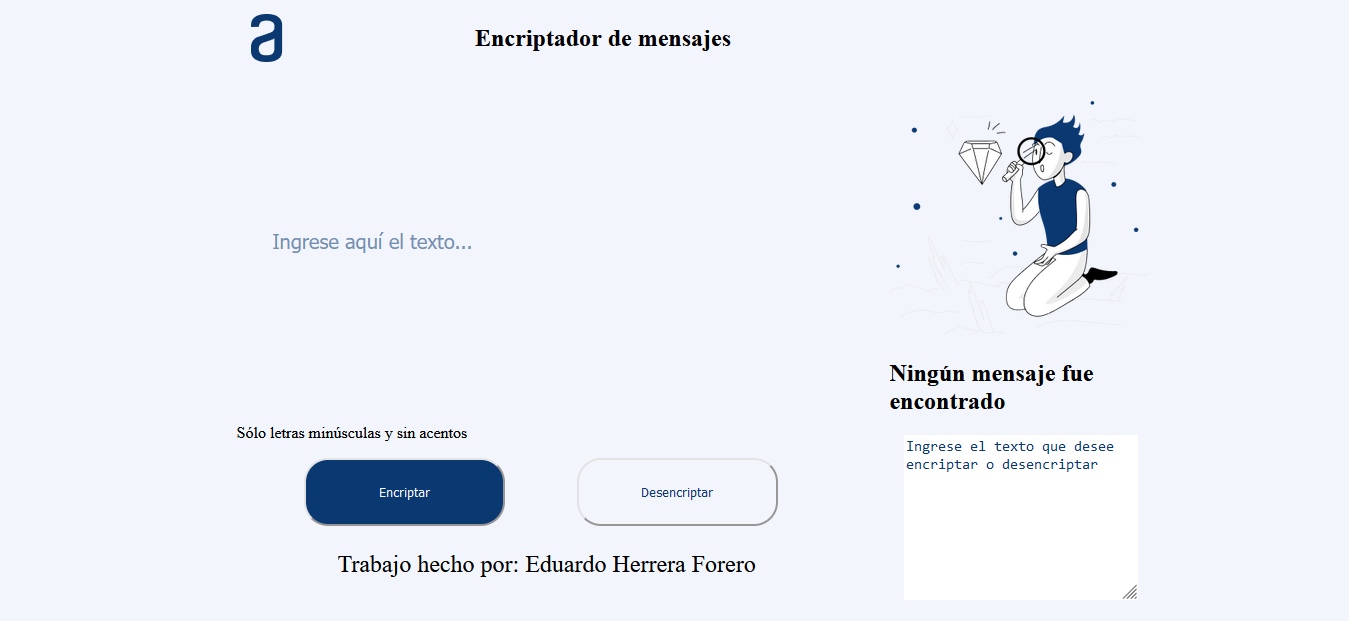 a
Encriptador de mensajes
Ingrese aquí el texto...
Sólo letras minúsculas y sin acentos
Encriptar
Desencriptar
Trabajo hecho por: Eduardo Herrera Forero
Ningún mensaje fue
encontrado
Ingrese el texto que desee
encriptar o desencriptar